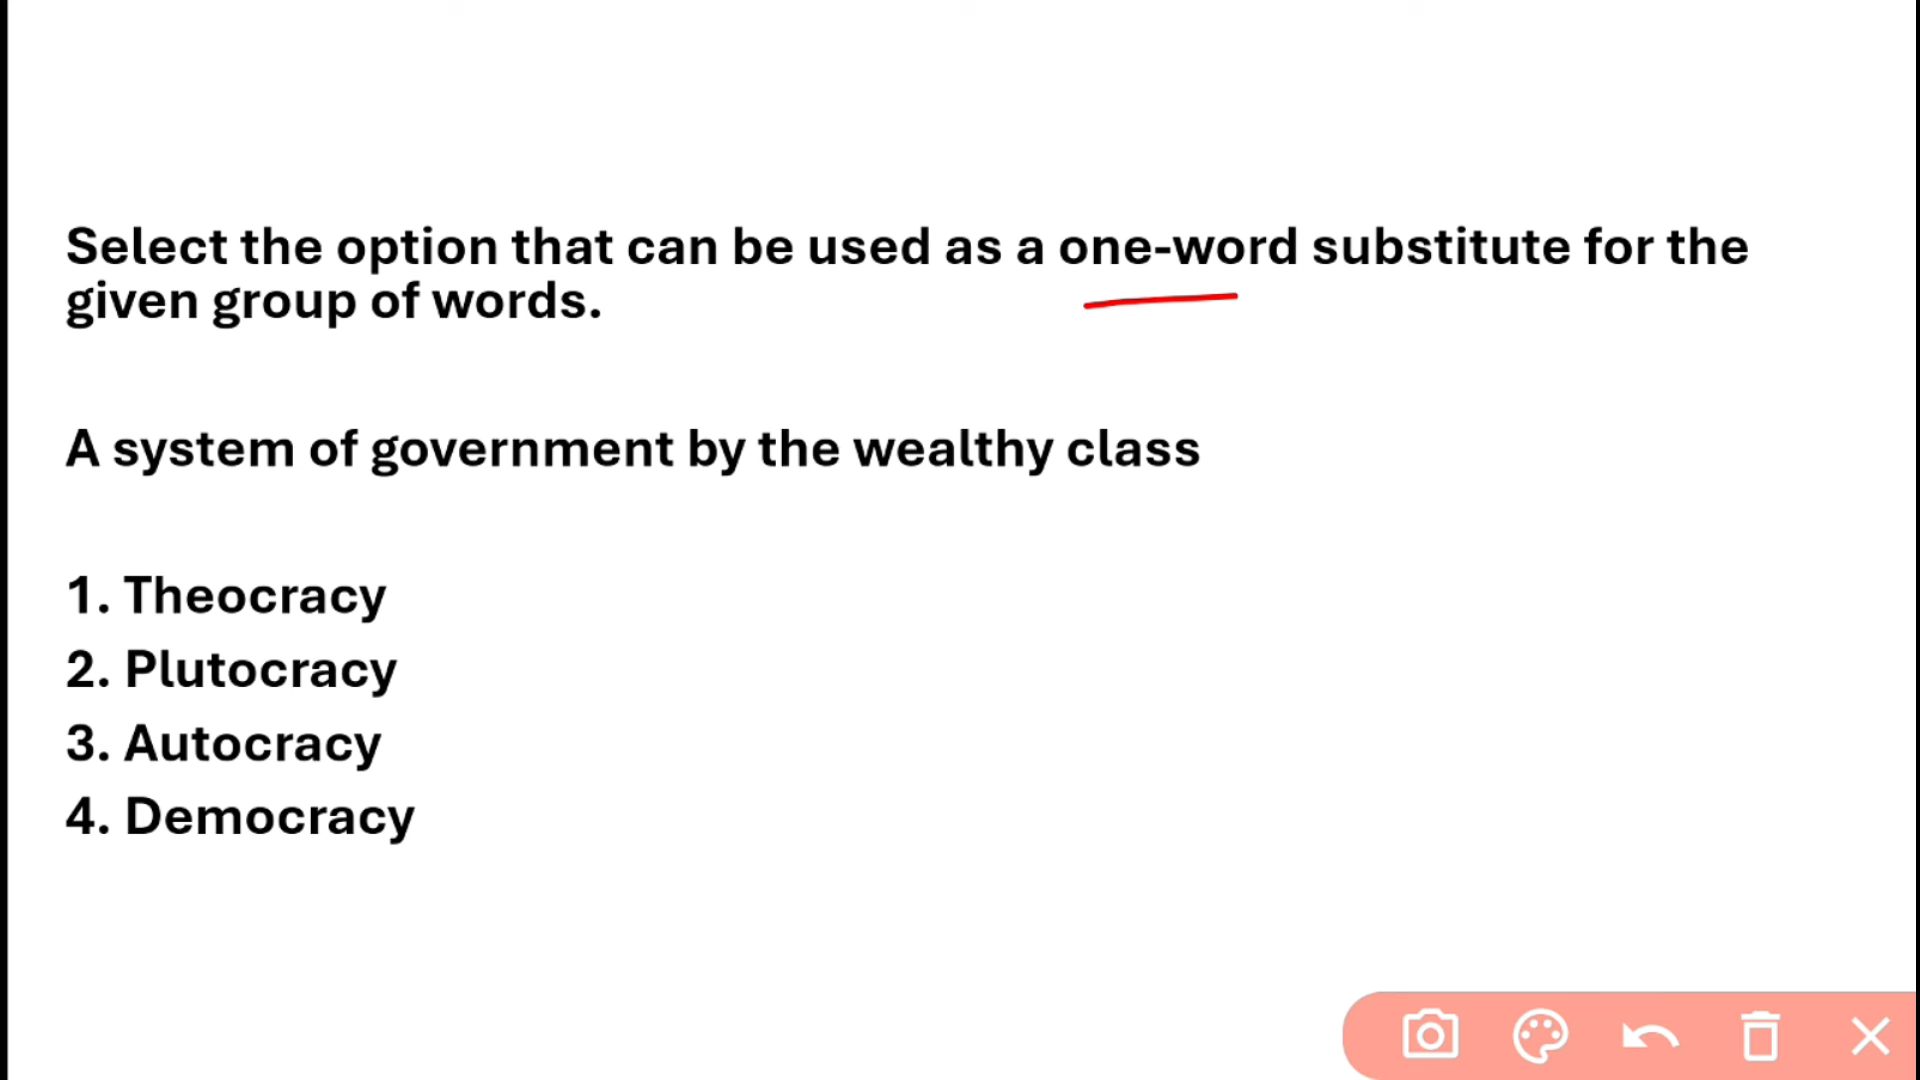 Select the option that can be used as a one-word substitute for the
given group of words.
A system of government by the wealthy class
1. Theocracy
2. Plutocracy
3. Autocracy
4. Democracy